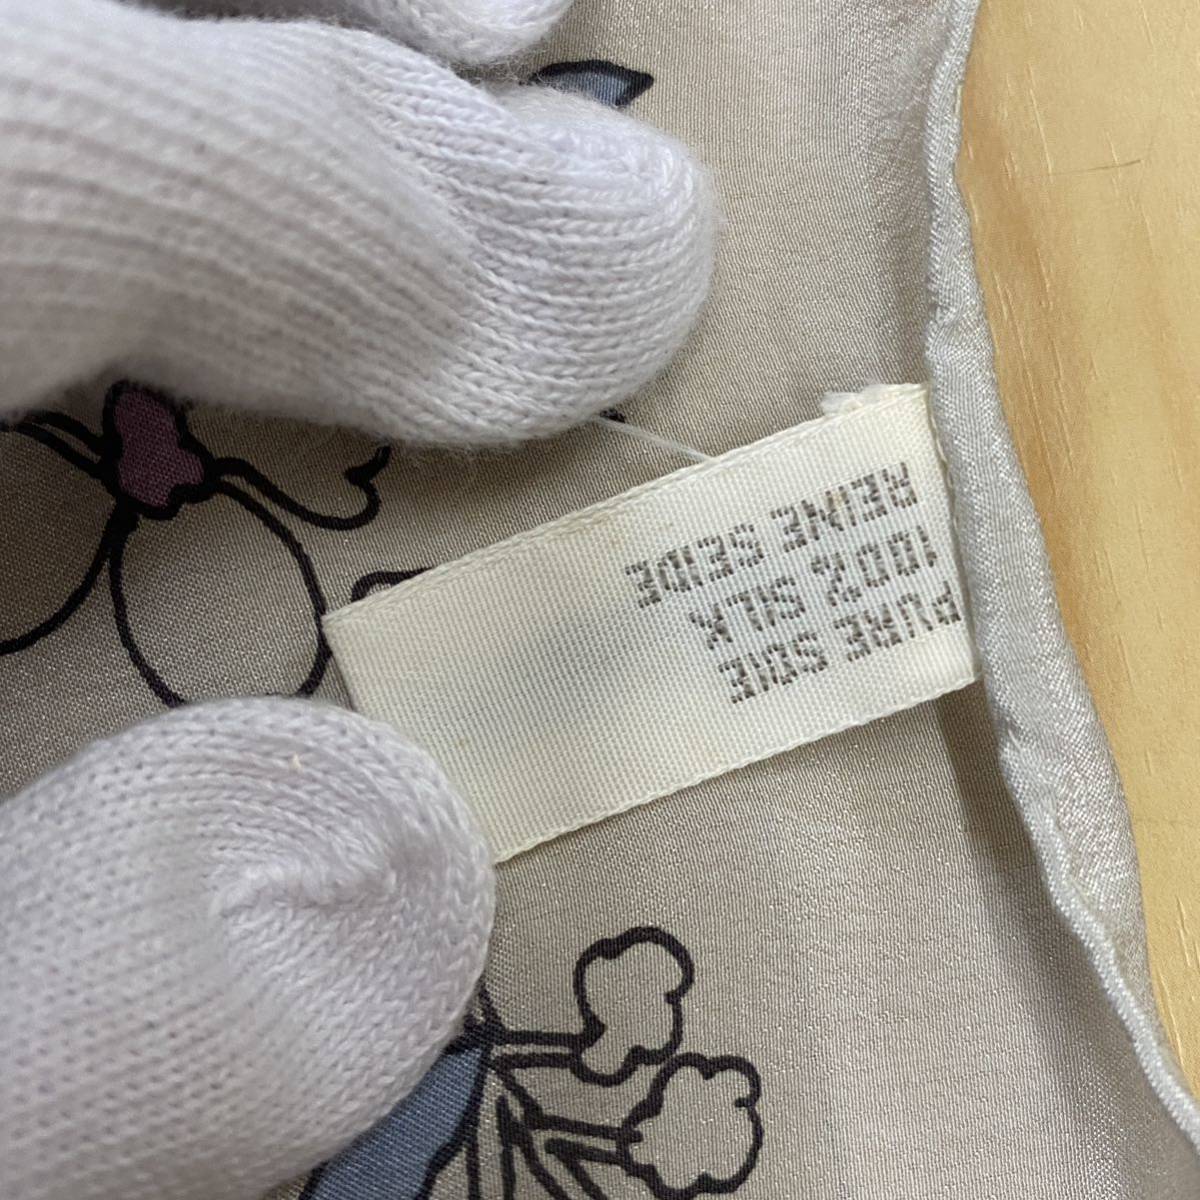 PURE SOIE
100% SILK
REINE SEIDE